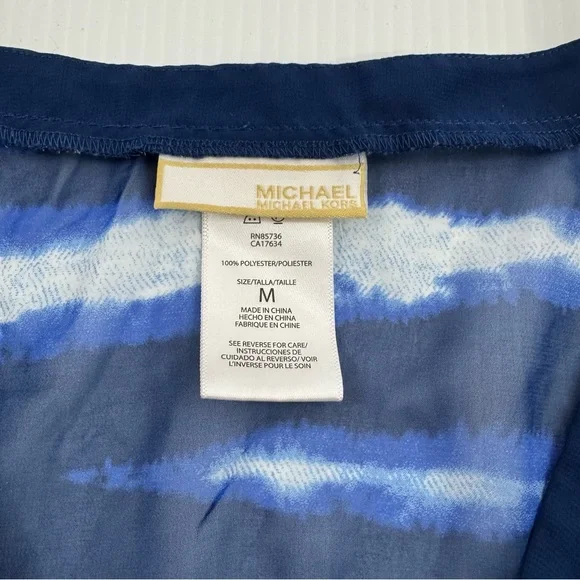 MICHAEL
MICHAEL KORS
RN85736
CA17634
100% POLYESTER/POLIESTER
SIZE/TALLA/TAILLE
M
MADE IN CHINA
HECHO EN CHINA
FABRIQUE EN CHINE
SEE REVERSE FOR CARE/
INSTRUCCIONES DE
CUIDADO AL REVERSO/ VOIR
L'INVERSE POUR LE SOIN